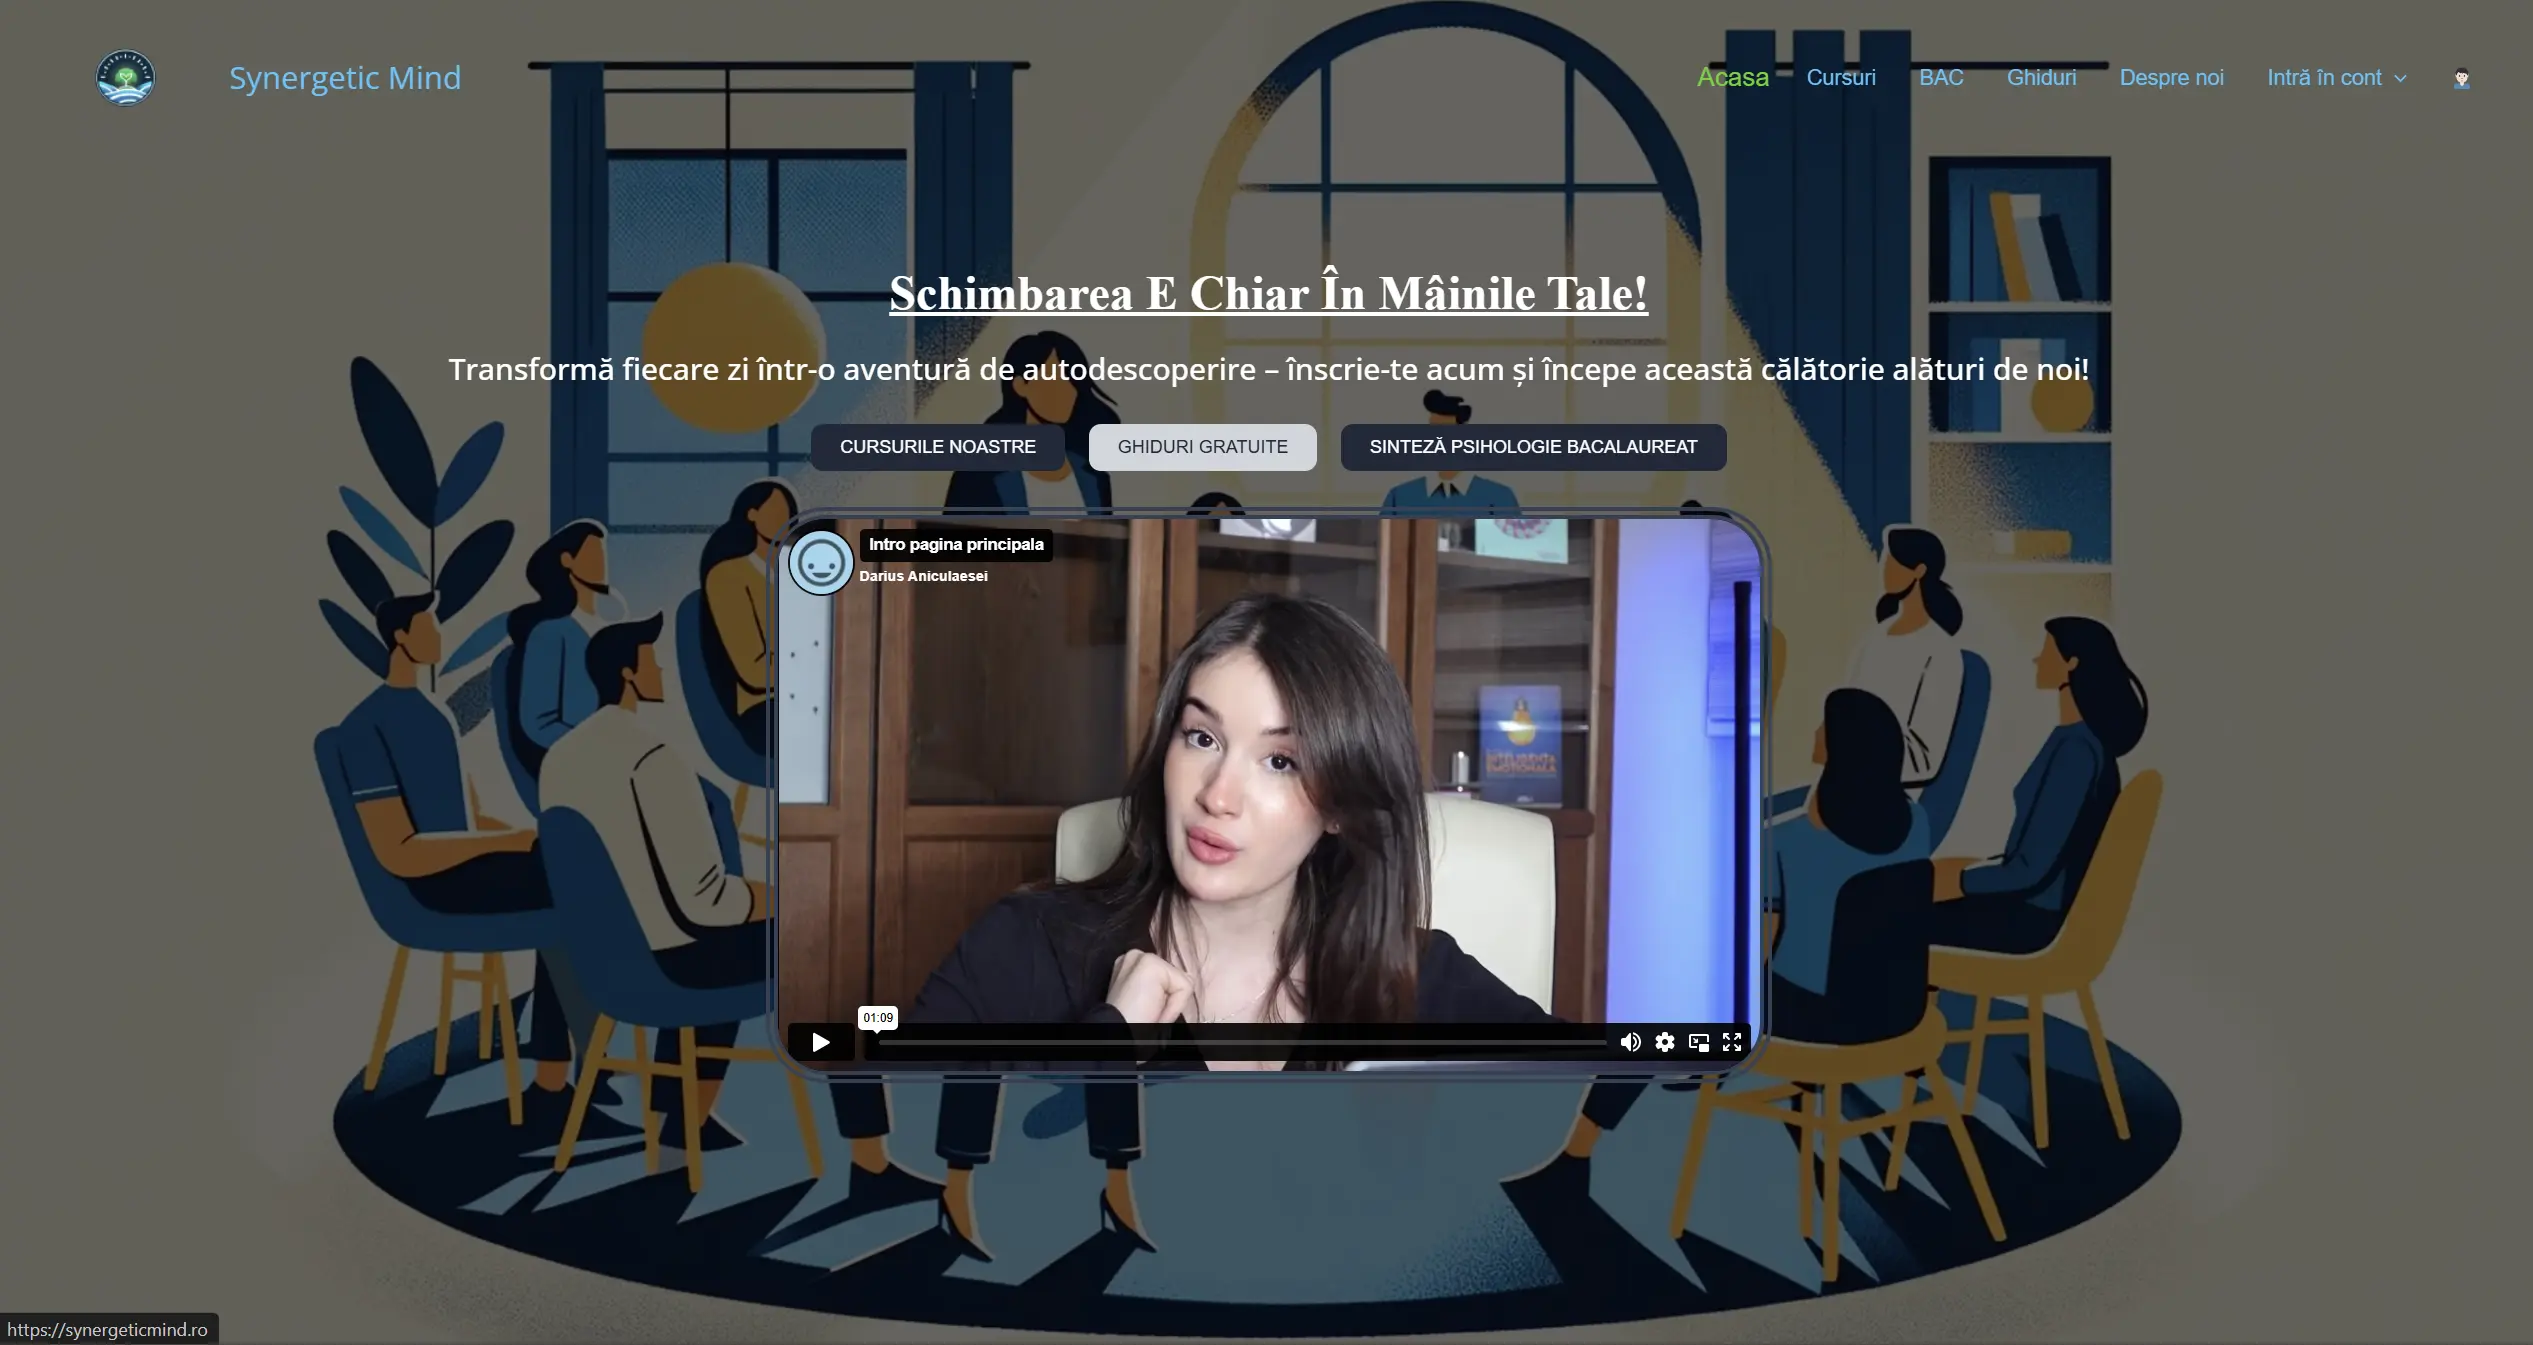 Synergetic Mind
Acasa
Cursuri
BAC
Ghiduri
Despre noi
Intră în cont
Schimbarea E Chiar În Mâinile Tale!
Transformă fiecare zi într-o aventură de autodescoperire – înscrie-te acum și începe această călătorie alături de noi!
CURSURILE NOASTRE
GHIDURI GRATUITE
SINTEZĂ PSIHOLOGIE BACALAUREAT
Intro pagina principala
Darius Aniculaesei
INTELIGENȚA
EMOȚIONALĂ
01:09
https://synergeticmind.ro